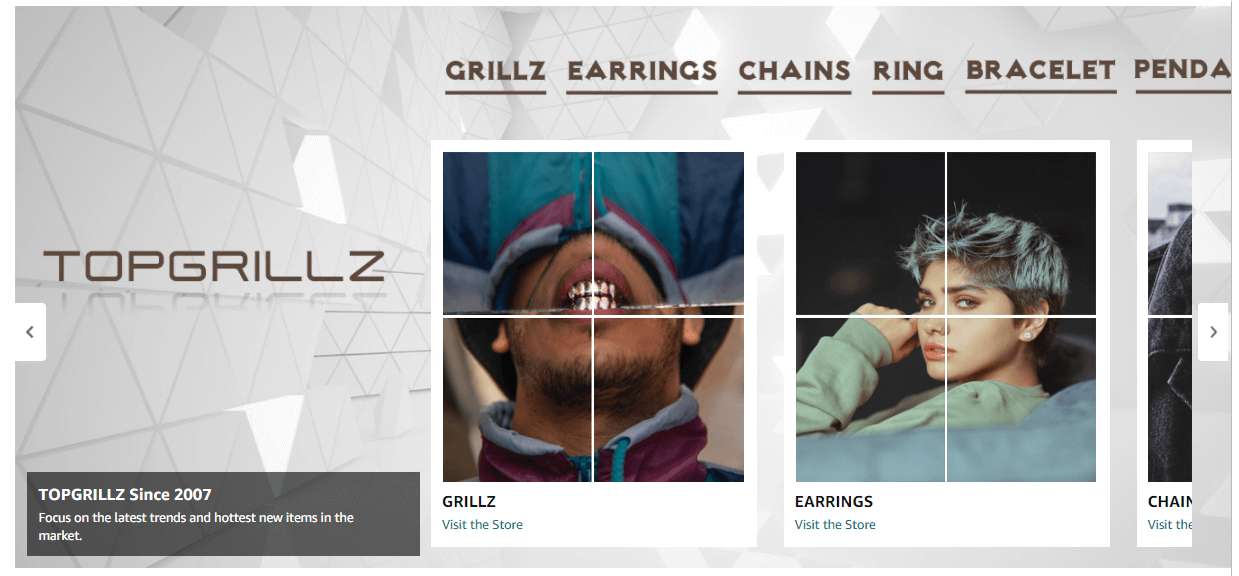 GRILLZ EARRINGS CHAINS RING BRACELET PENDA
TOPGRILLZ
TOPGRILLZ Since 2007
Focus on the latest trends and hottest new items in the
market.
GRILLZ
Visit the Store
EARRINGS
Visit the Store
CHAIN
Visit the